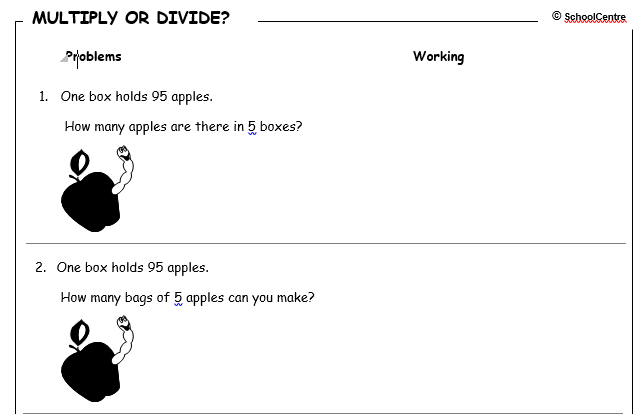 MULTIPLY OR DIVIDE?
© SchoolCentre
Problems
Working
1. One box holds 95 apples.
How many apples are there in 5 boxes?
2. One box holds 95 apples.
How many bags of 5 apples can you make?